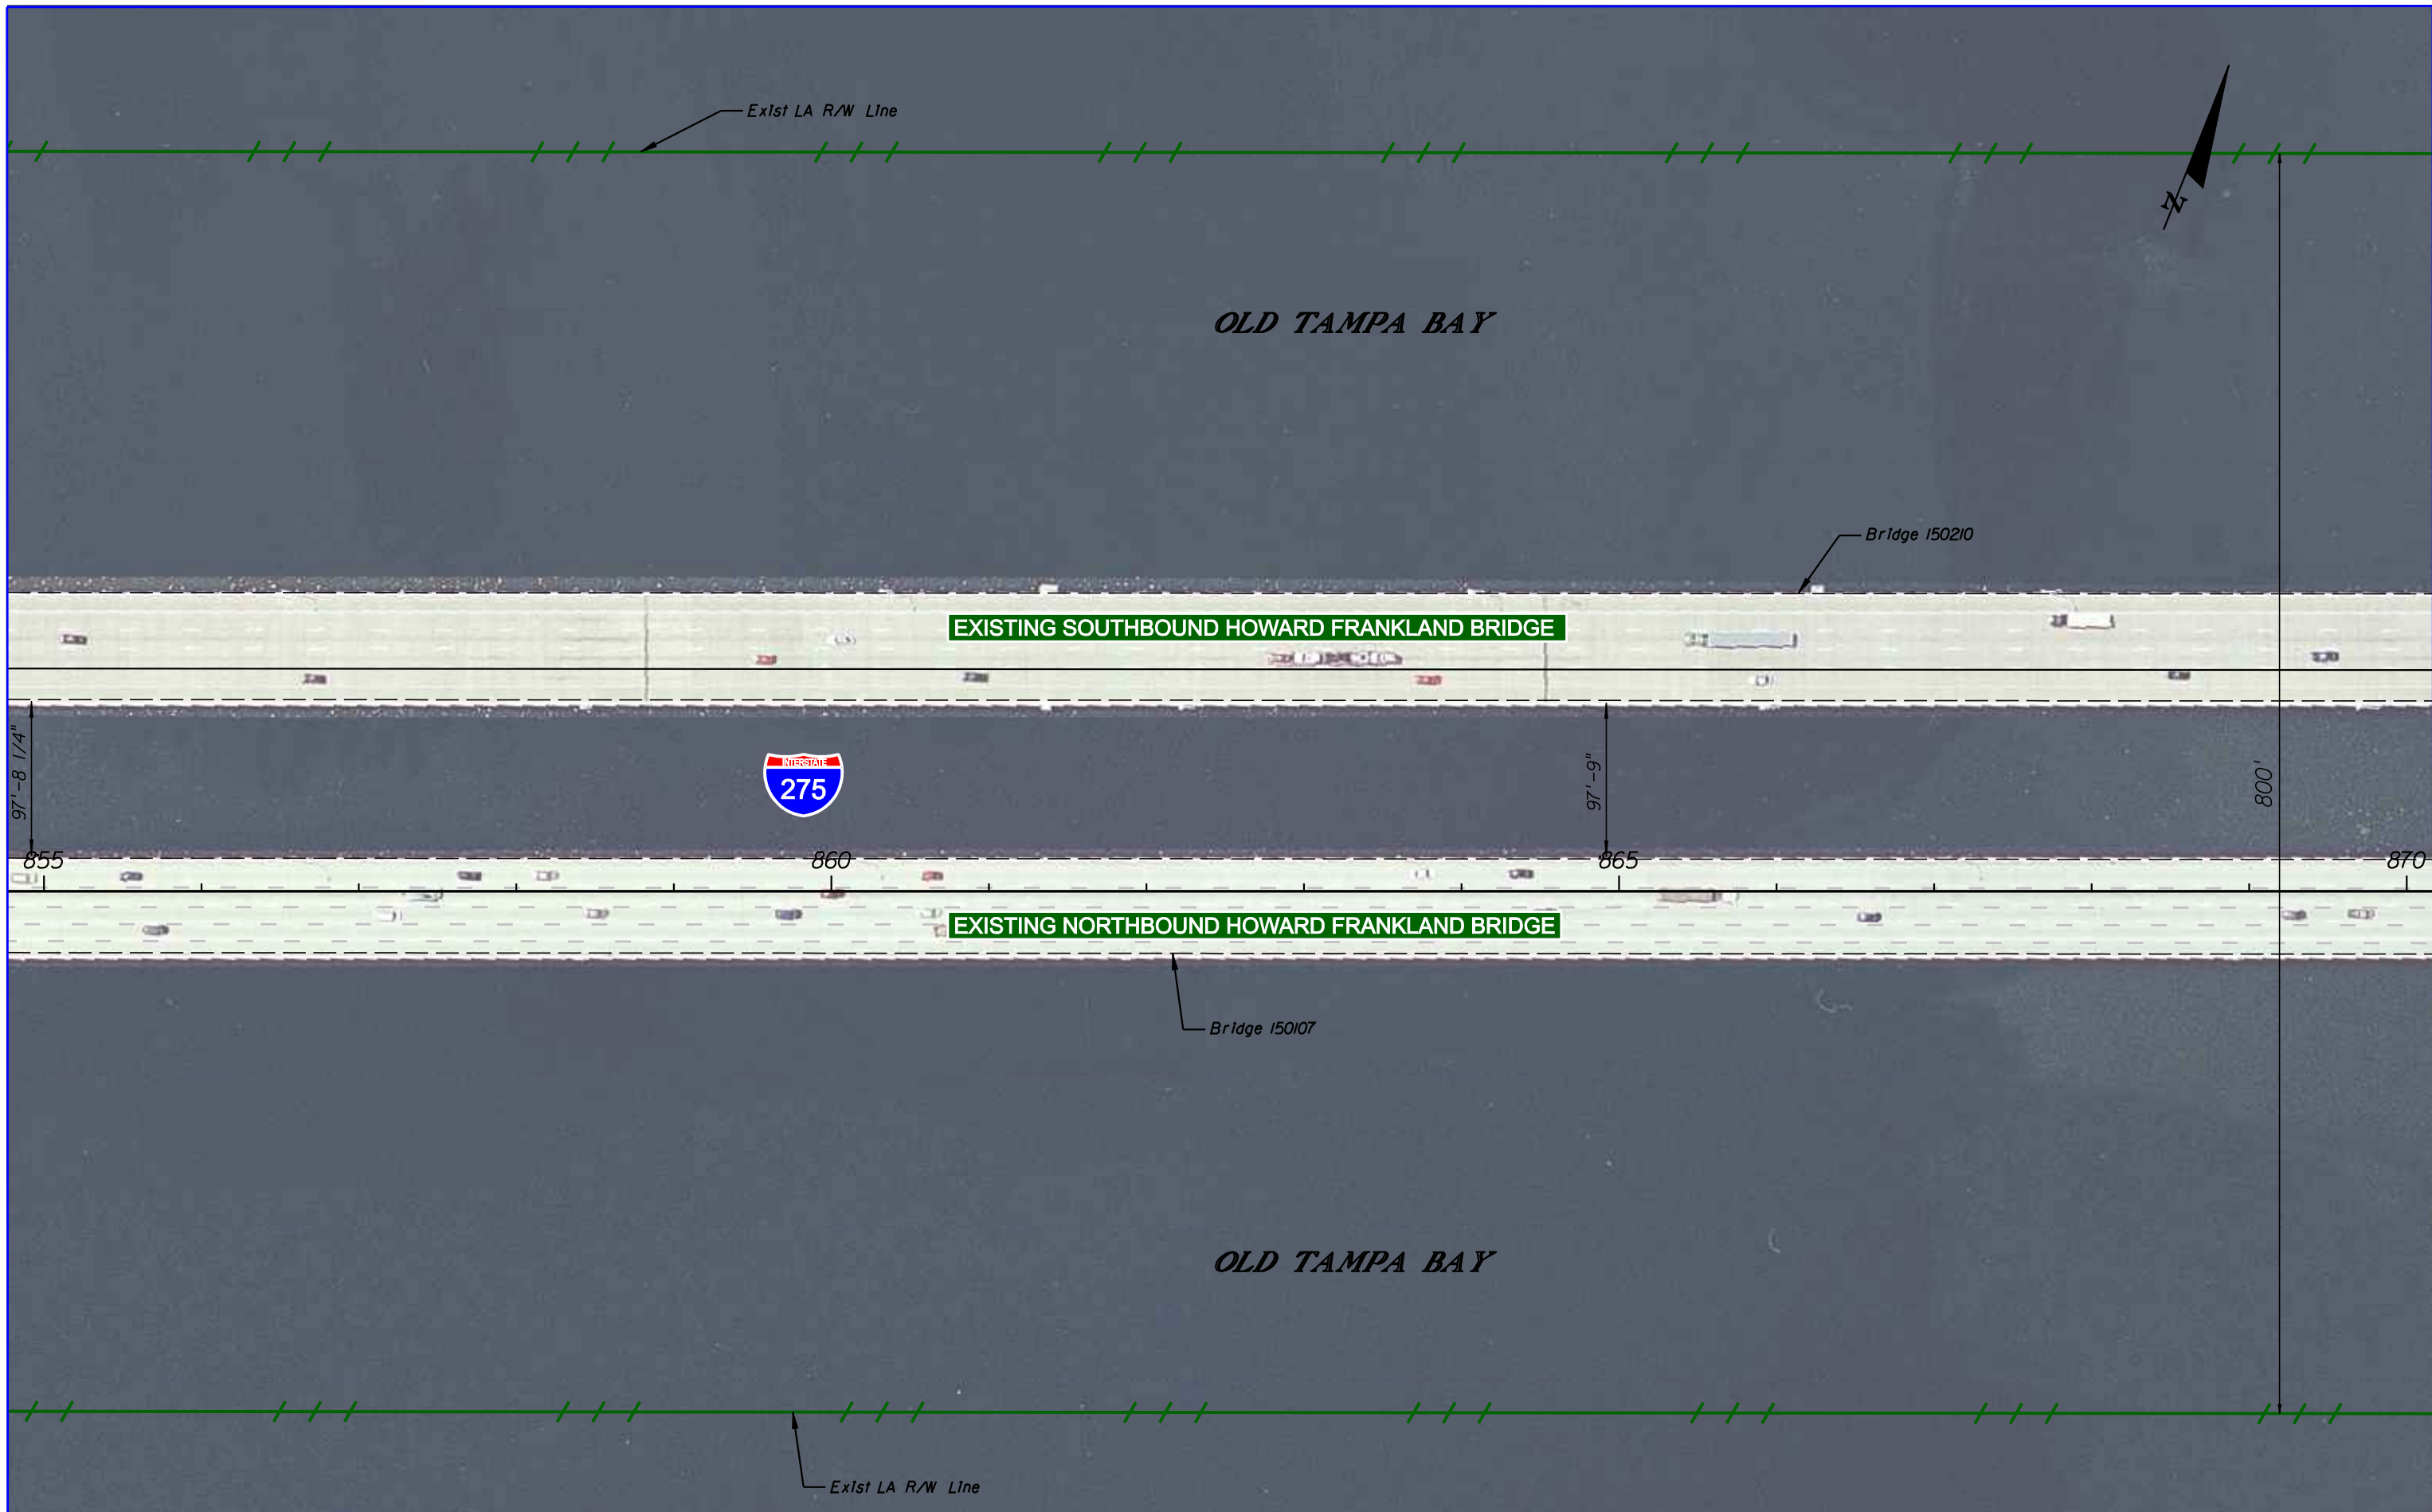 Exist LA R/W Line
N
OLD TAMPA BAY
Bridge 150210
EXISTING SOUTHBOUND HOWARD FRANKLAND BRIDGE
97'-8 1/4"
INTERSTATE
275
97'-9"
800'
855
860
865
870
EXISTING NORTHBOUND HOWARD FRANKLAND BRIDGE
Bridge 150107
OLD TAMPA BAY
Exist LA R/W Line